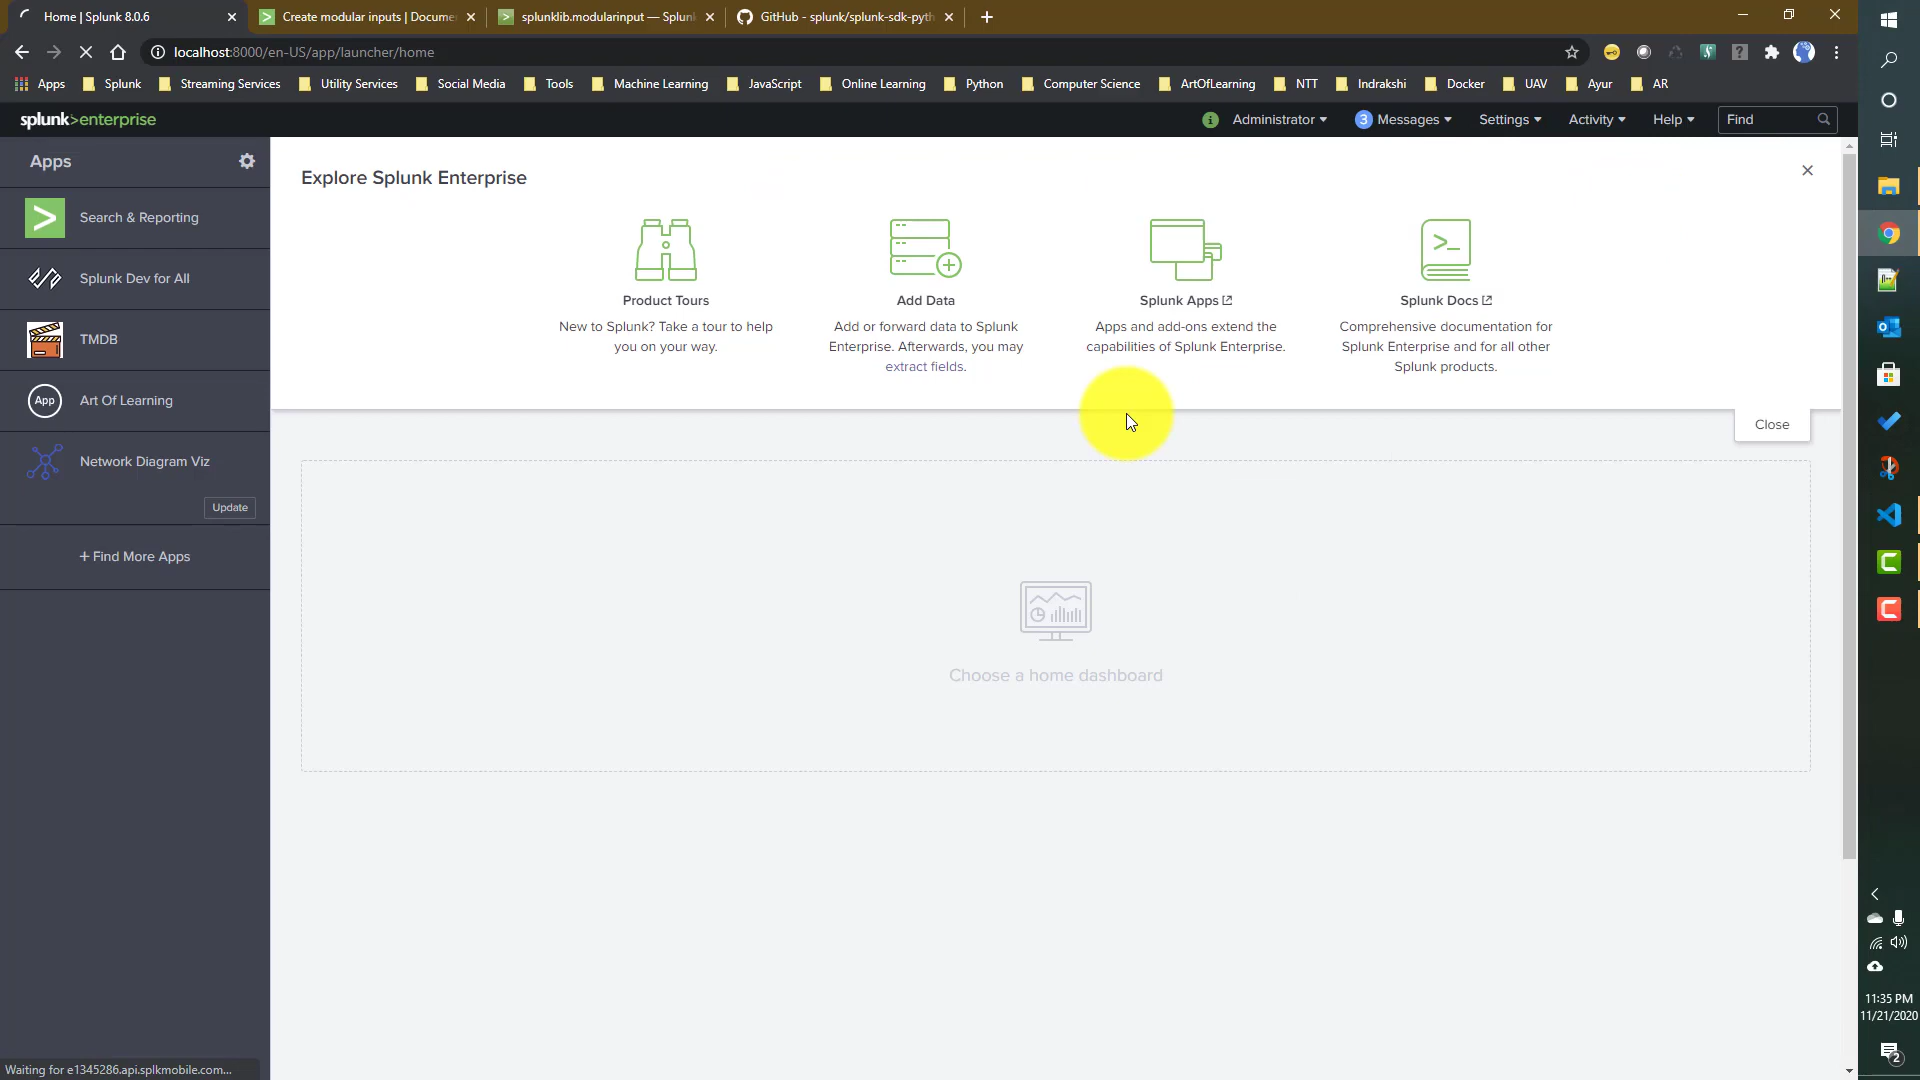 Home | Splunk 8.0.6
Create modular inputs | Docume
splunklib.modularinput — Splun
GitHub - splunk/splunk-sdk-pyth
localhost:8000/en-US/app/launcher/home
Apps
Splunk
Streaming Services
Utility Services
Social Media
Tools
Machine Learning
JavaScript
Online Learning
Python
Computer Science
ArtOfLearning
NTT
Indrakshi
Docker
UAV
Ayur
AR
splunk>enterprise
i
Administrator
3
Messages
Settings
Activity
Help
Find
Apps
Search & Reporting
Splunk Dev for All
TMDB
App
Art Of Learning
Network Diagram Viz
Update
+ Find More Apps
Explore Splunk Enterprise
Product Tours
New to Splunk? Take a tour to help
you on your way.
Add Data
Add or forward data to Splunk
Enterprise. Afterwards, you may
extract fields.
Splunk Apps
Apps and add-ons extend the
capabilities of Splunk Enterprise.
Splunk Docs
Comprehensive documentation for
Splunk Enterprise and for all other
Splunk products.
Close
Choose a home dashboard
Waiting for e1345286.api.splkmobile.com...
11:35 PM
11/21/2020
2